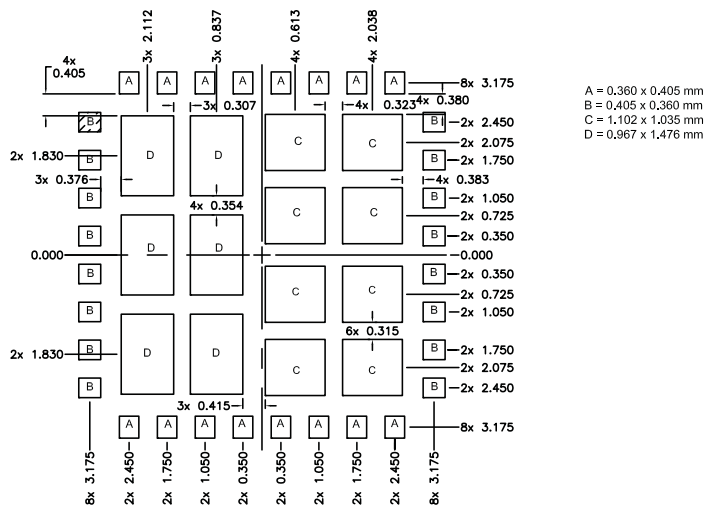 3x 2.112
3x 0.837
4x 0.613
4x 2.038
4x
0.405
A A A A A A A A
8x 3.175
3x 0.307
4x 0.323
4x 0.380
A = 0.360 x 0.405 mm
B = 0.405 x 0.360 mm
C = 1.102 x 1.035 mm
D = 0.967 x 1.476 mm
B
B
2x 2.450
C
C
2x 2.075
2x 1.830
D
D
B
B
2x 1.750
3x 0.376
4x 0.383
B
B
2x 1.050
4x 0.354
C
C
2x 0.725
B
B
2x 0.350
D
D
0.000
0.000
B
B
2x 0.350
C
C
2x 0.725
B
B
2x 1.050
6x 0.315
B
B
2x 1.750
2x 1.830
D
D
C
C
2x 2.075
B
B
2x 2.450
3x 0.415
A A A A A A A A
8x 3.175
8x 3.175
2x 2.450
2x 1.750
2x 1.050
2x 0.350
2x 0.350
2x 1.050
2x 1.750
2x 2.450
8x 3.175